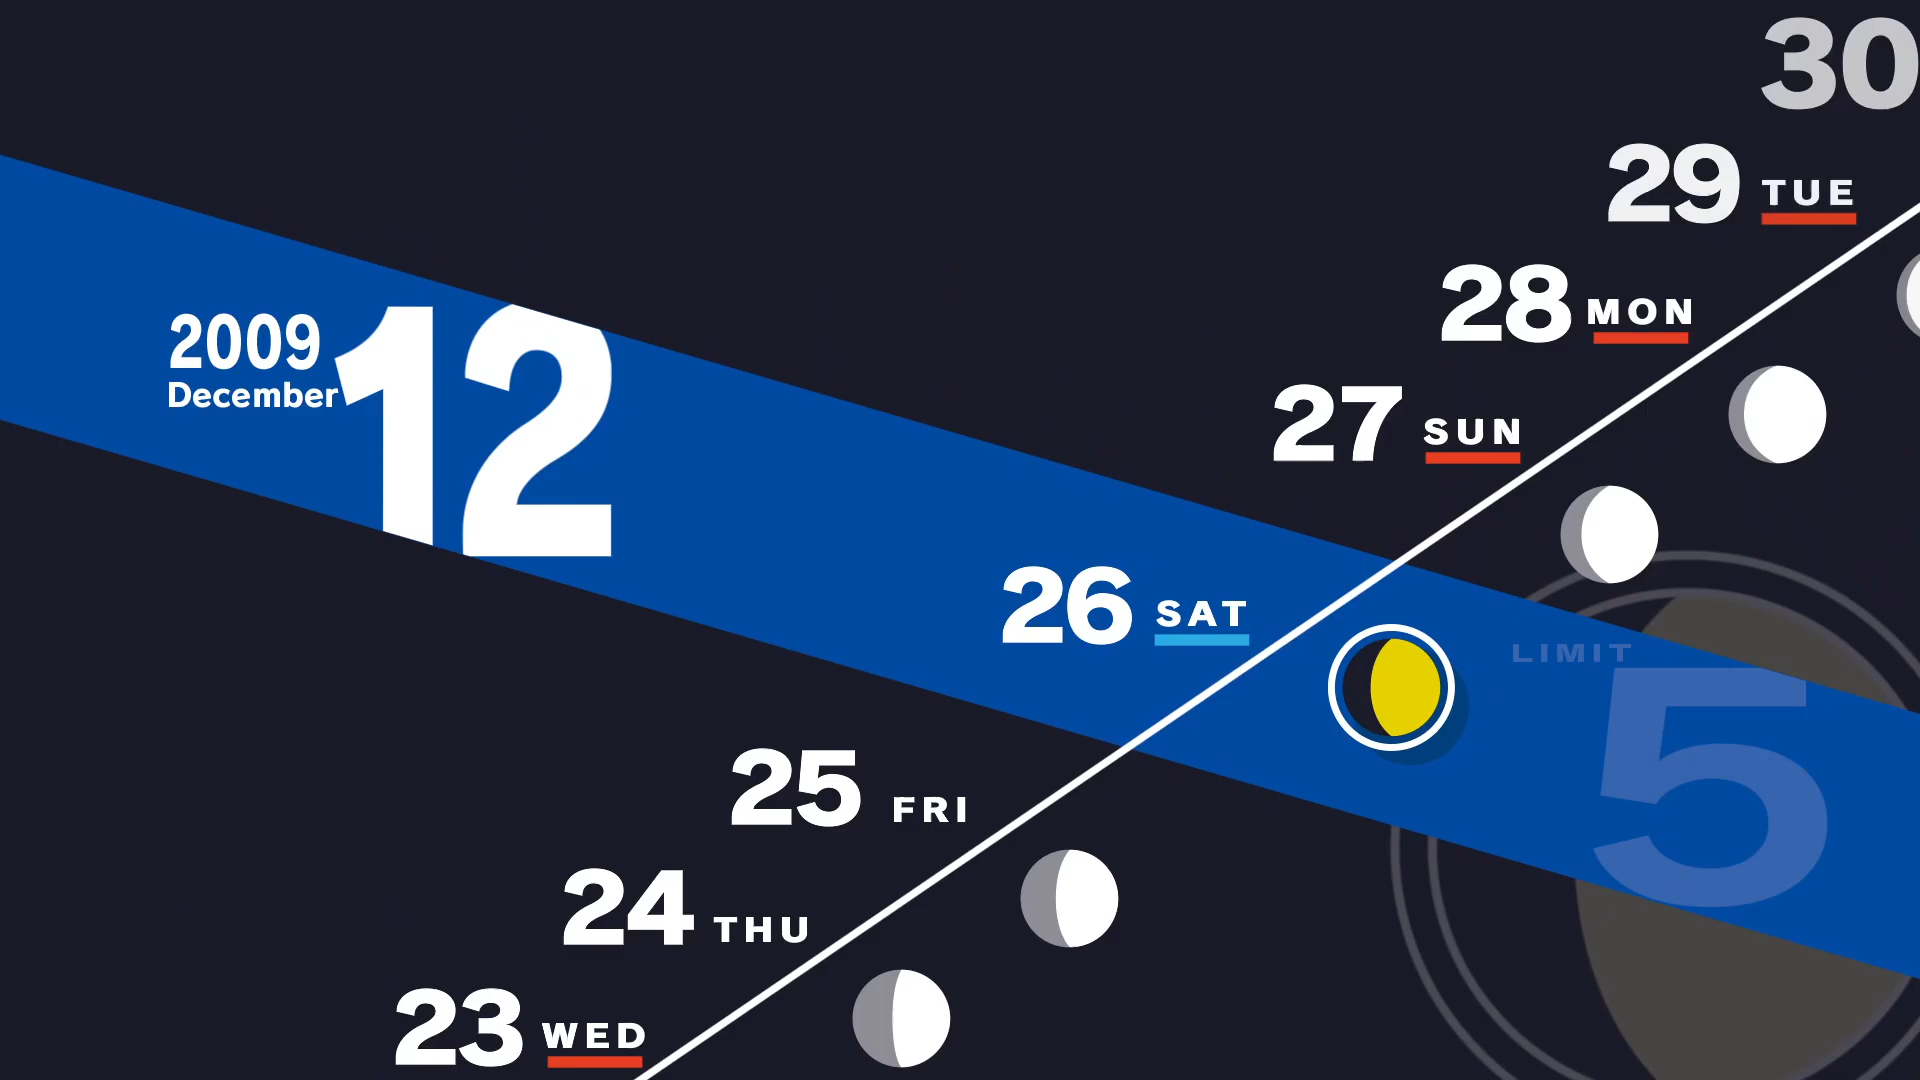 2009
December
12
30
29 TUE
28 MON
27 SUN
26 SAT
25 FRI
24 THU
23 WED
LIMIT
5